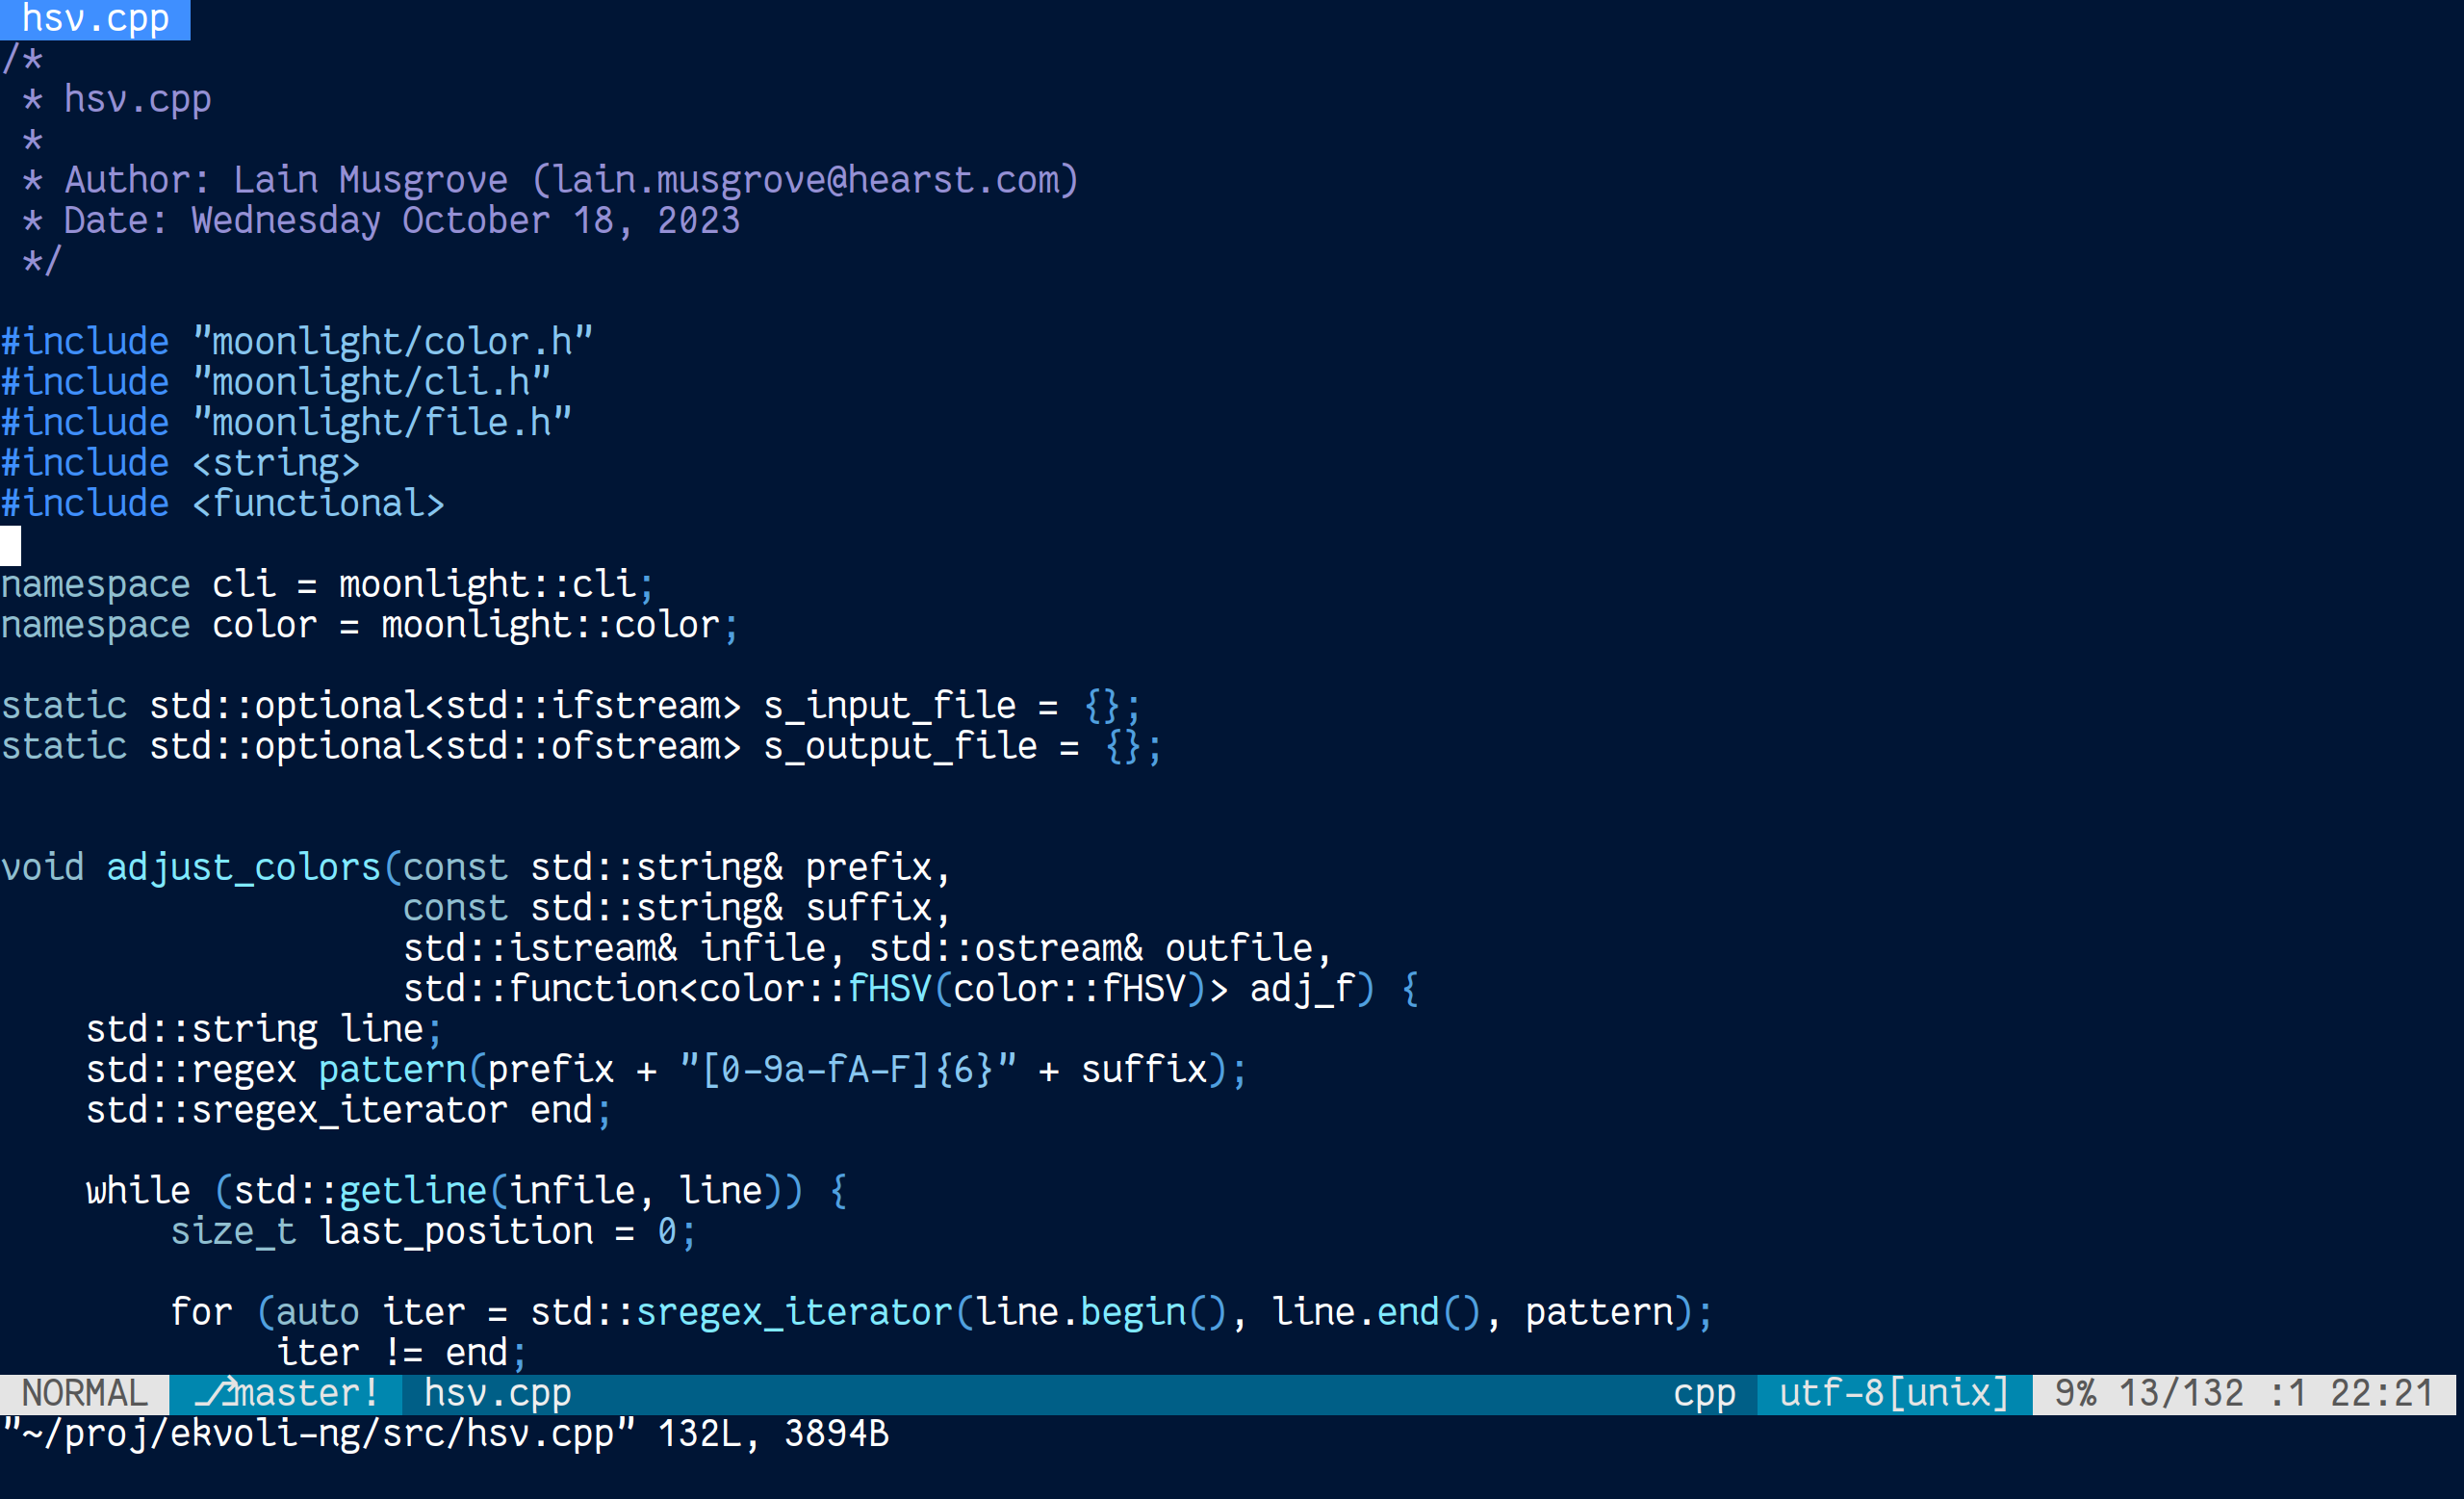 hsv.cpp
/*
 * hsv.cpp
 *
 * Author: Lain Musgrove (lain.musgrove@hearst.com)
 * Date: Wednesday October 18, 2023
 */

#include "moonlight/color.h"
#include "moonlight/cli.h"
#include "moonlight/file.h"
#include <string>
#include <functional>

namespace cli = moonlight::cli;
namespace color = moonlight::color;

static std::optional<std::ifstream> s_input_file = {};
static std::optional<std::ofstream> s_output_file = {};


void adjust_colors(const std::string& prefix,
                   const std::string& suffix,
                   std::istream& infile, std::ostream& outfile,
                   std::function<color::fHSV(color::fHSV)> adj_f) {
    std::string line;
    std::regex pattern(prefix + "[0-9a-fA-F]{6}" + suffix);
    std::sregex_iterator end;

    while (std::getline(infile, line)) {
        size_t last_position = 0;

        for (auto iter = std::sregex_iterator(line.begin(), line.end(), pattern);
             iter != end;
NORMAL ⎇master! hsv.cpp cpp utf-8[unix] 9% 13/132 :1 22:21
"~/proj/ekvoli-ng/src/hsv.cpp" 132L, 3894B